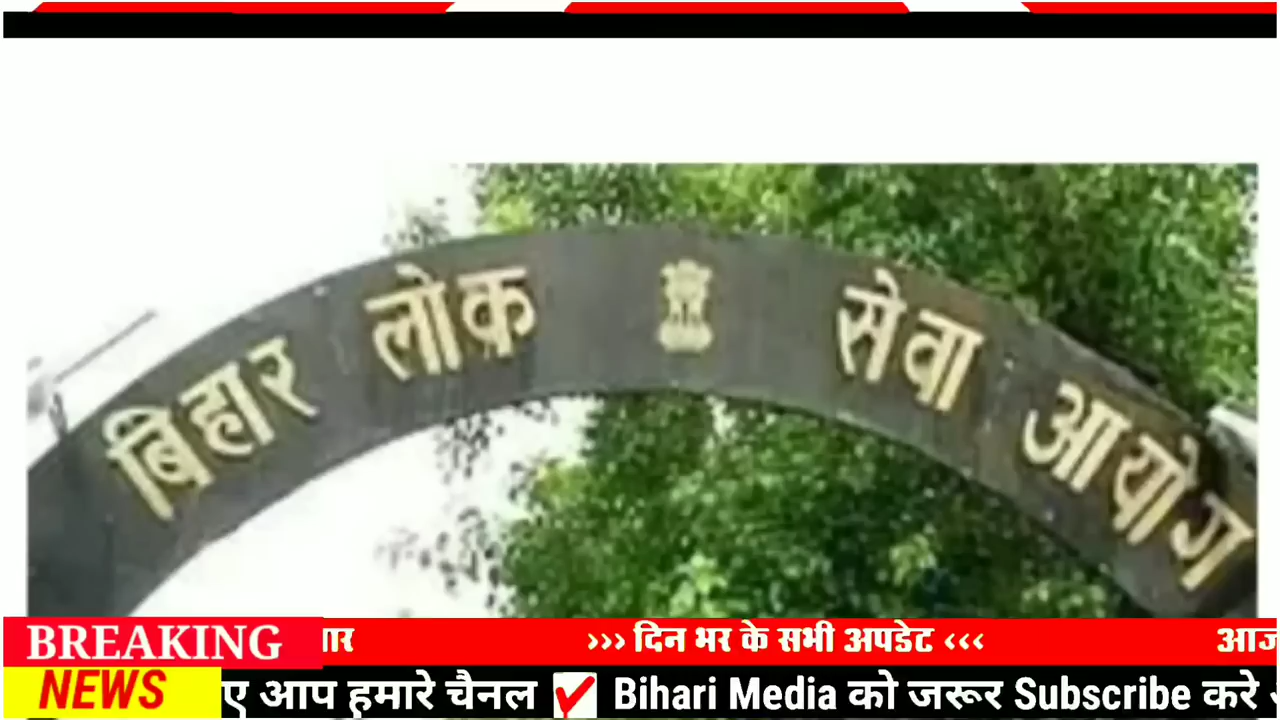 बिहार लोक सेवा आयोग
BREAKING
NEWS
››› दिन भर के सभी अपडेट ‹‹‹
आप हमारे चैनल ✔ Bihari Media को जरूर Subscribe करे